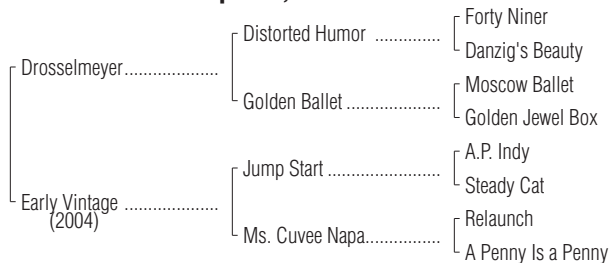 Forty Niner
Distorted Humor ................
Danzig's Beauty
Drosselmeyer...................
Moscow Ballet
Golden Ballet ...................
Golden Jewel Box
A.P. Indy
Jump Start .......................
Steady Cat
Early Vintage ...................
(2004)
Relaunch
Ms. Cuvee Napa...............
A Penny Is a Penny